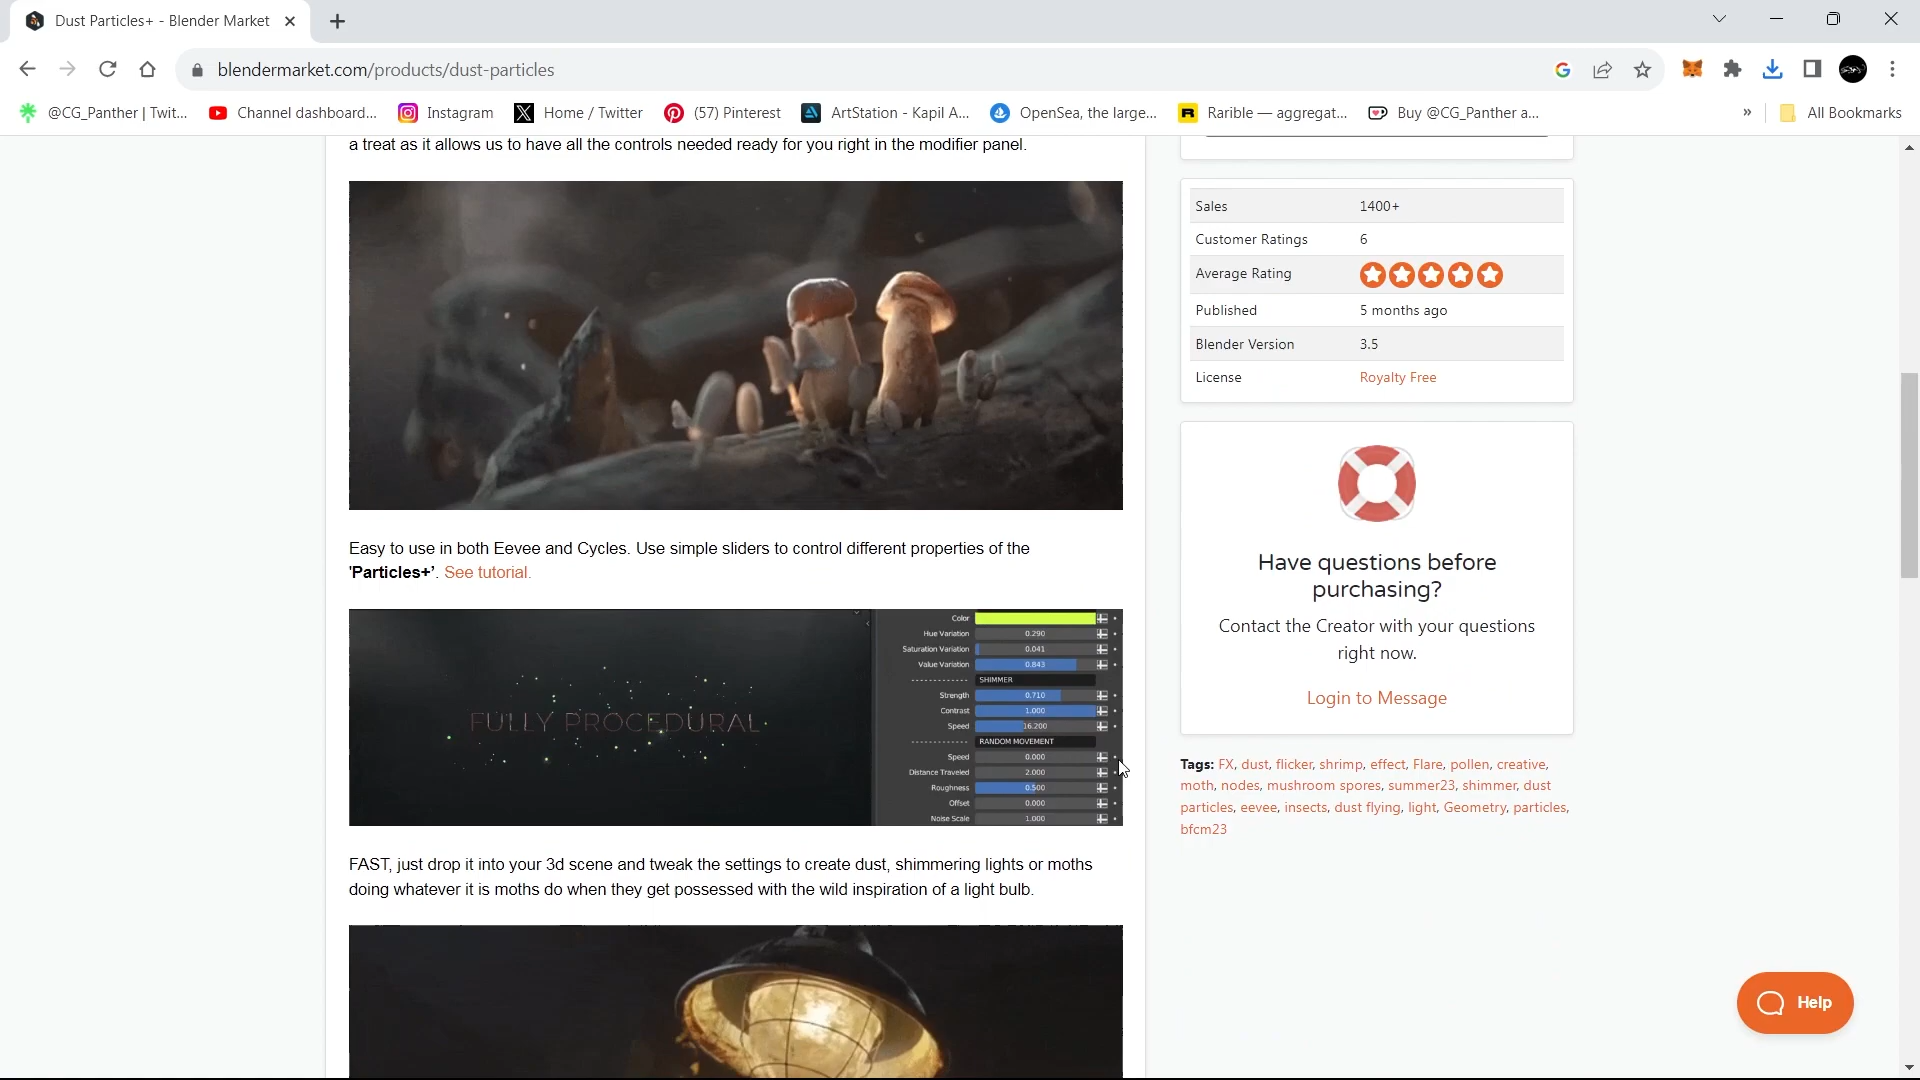 Dust Particles+ - Blender Market
blendermarket.com/products/dust-particles
@CG_Panther | Twit...
Channel dashboard...
Instagram
Home / Twitter
(57) Pinterest
ArtStation - Kapil A...
OpenSea, the large...
Rarible — aggregat...
Buy @CG_Panther a...
»
All Bookmarks
a treat as it allows us to have all the controls needed ready for you right in the modifier panel.
Easy to use in both Eevee and Cycles. Use simple sliders to control different properties of the
'Particles+'. See tutorial.
FULLY PROCEDURAL
Color
Hue Variation 0.290
Saturation Variation 0.041
Value Variation 0.843
--------------- SHIMMER
Strength 0.710
Contrast 1.000
Speed 16.200
--------------- RANDOM MOVEMENT
Speed 0.000
Distance Traveled 2.000
Roughness 0.500
Offset 0.000
Noise Scale 1.000
FAST, just drop it into your 3d scene and tweak the settings to create dust, shimmering lights or moths
doing whatever it is moths do when they get possessed with the wild inspiration of a light bulb.
Sales 1400+
Customer Ratings 6
Average Rating
Published 5 months ago
Blender Version 3.5
License Royalty Free
Have questions before
purchasing?
Contact the Creator with your questions
right now.
Login to Message
Tags: FX, dust, flicker, shrimp, effect, Flare, pollen, creative,
moth, nodes, mushroom spores, summer23, shimmer, dust
particles, eevee, insects, dust flying, light, Geometry, particles,
bfcm23
Help